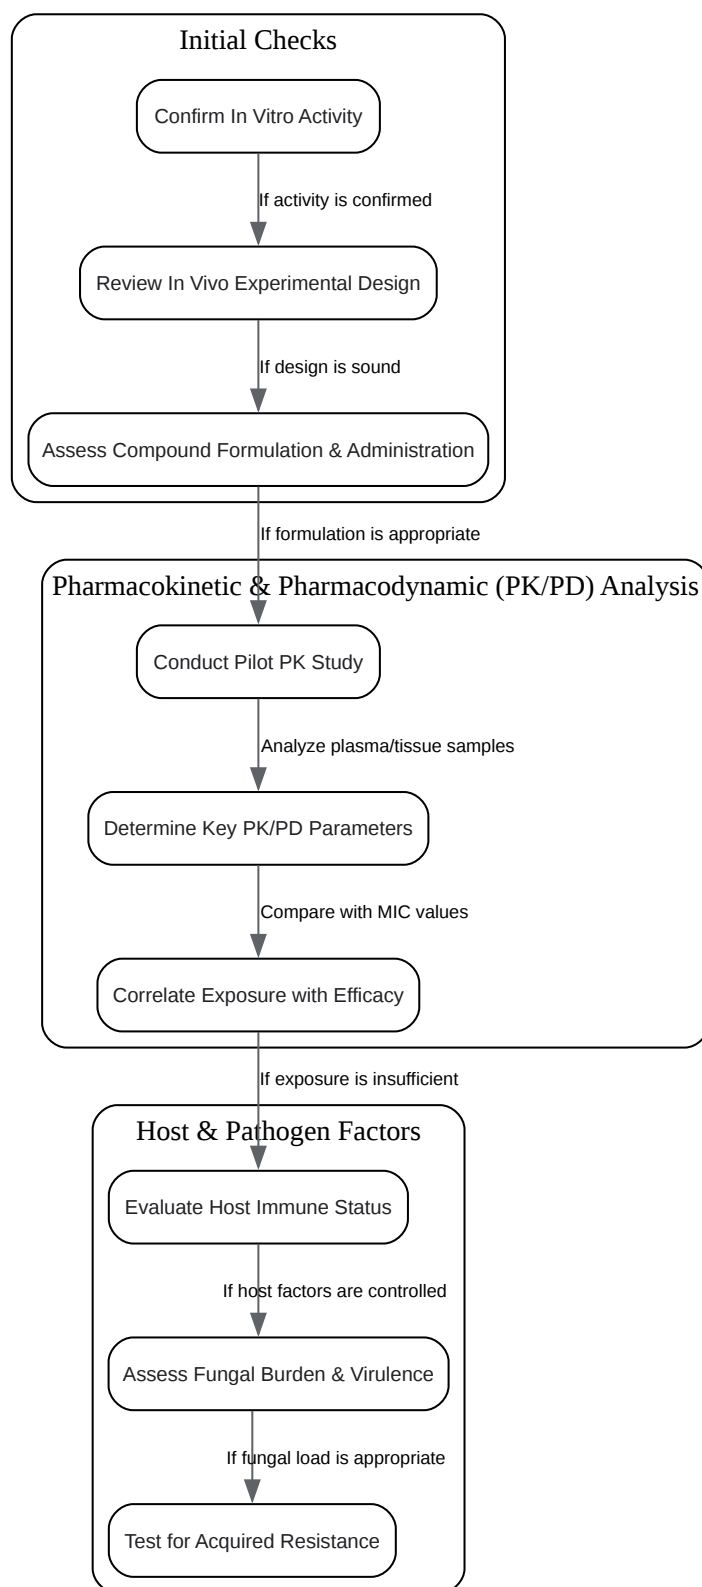 Initial Checks
Confirm In Vitro Activity
If activity is confirmed
Review In Vivo Experimental Design
If design is sound
Assess Compound Formulation & Administration
If formulation is appropriate
Pharmacokinetic & Pharmacodynamic (PK/PD) Analysis
Conduct Pilot PK Study
Analyze plasma/tissue samples
Determine Key PK/PD Parameters
Compare with MIC values
Correlate Exposure with Efficacy
If exposure is insufficient
Host & Pathogen Factors
Evaluate Host Immune Status
If host factors are controlled
Assess Fungal Burden & Virulence
If fungal load is appropriate
Test for Acquired Resistance